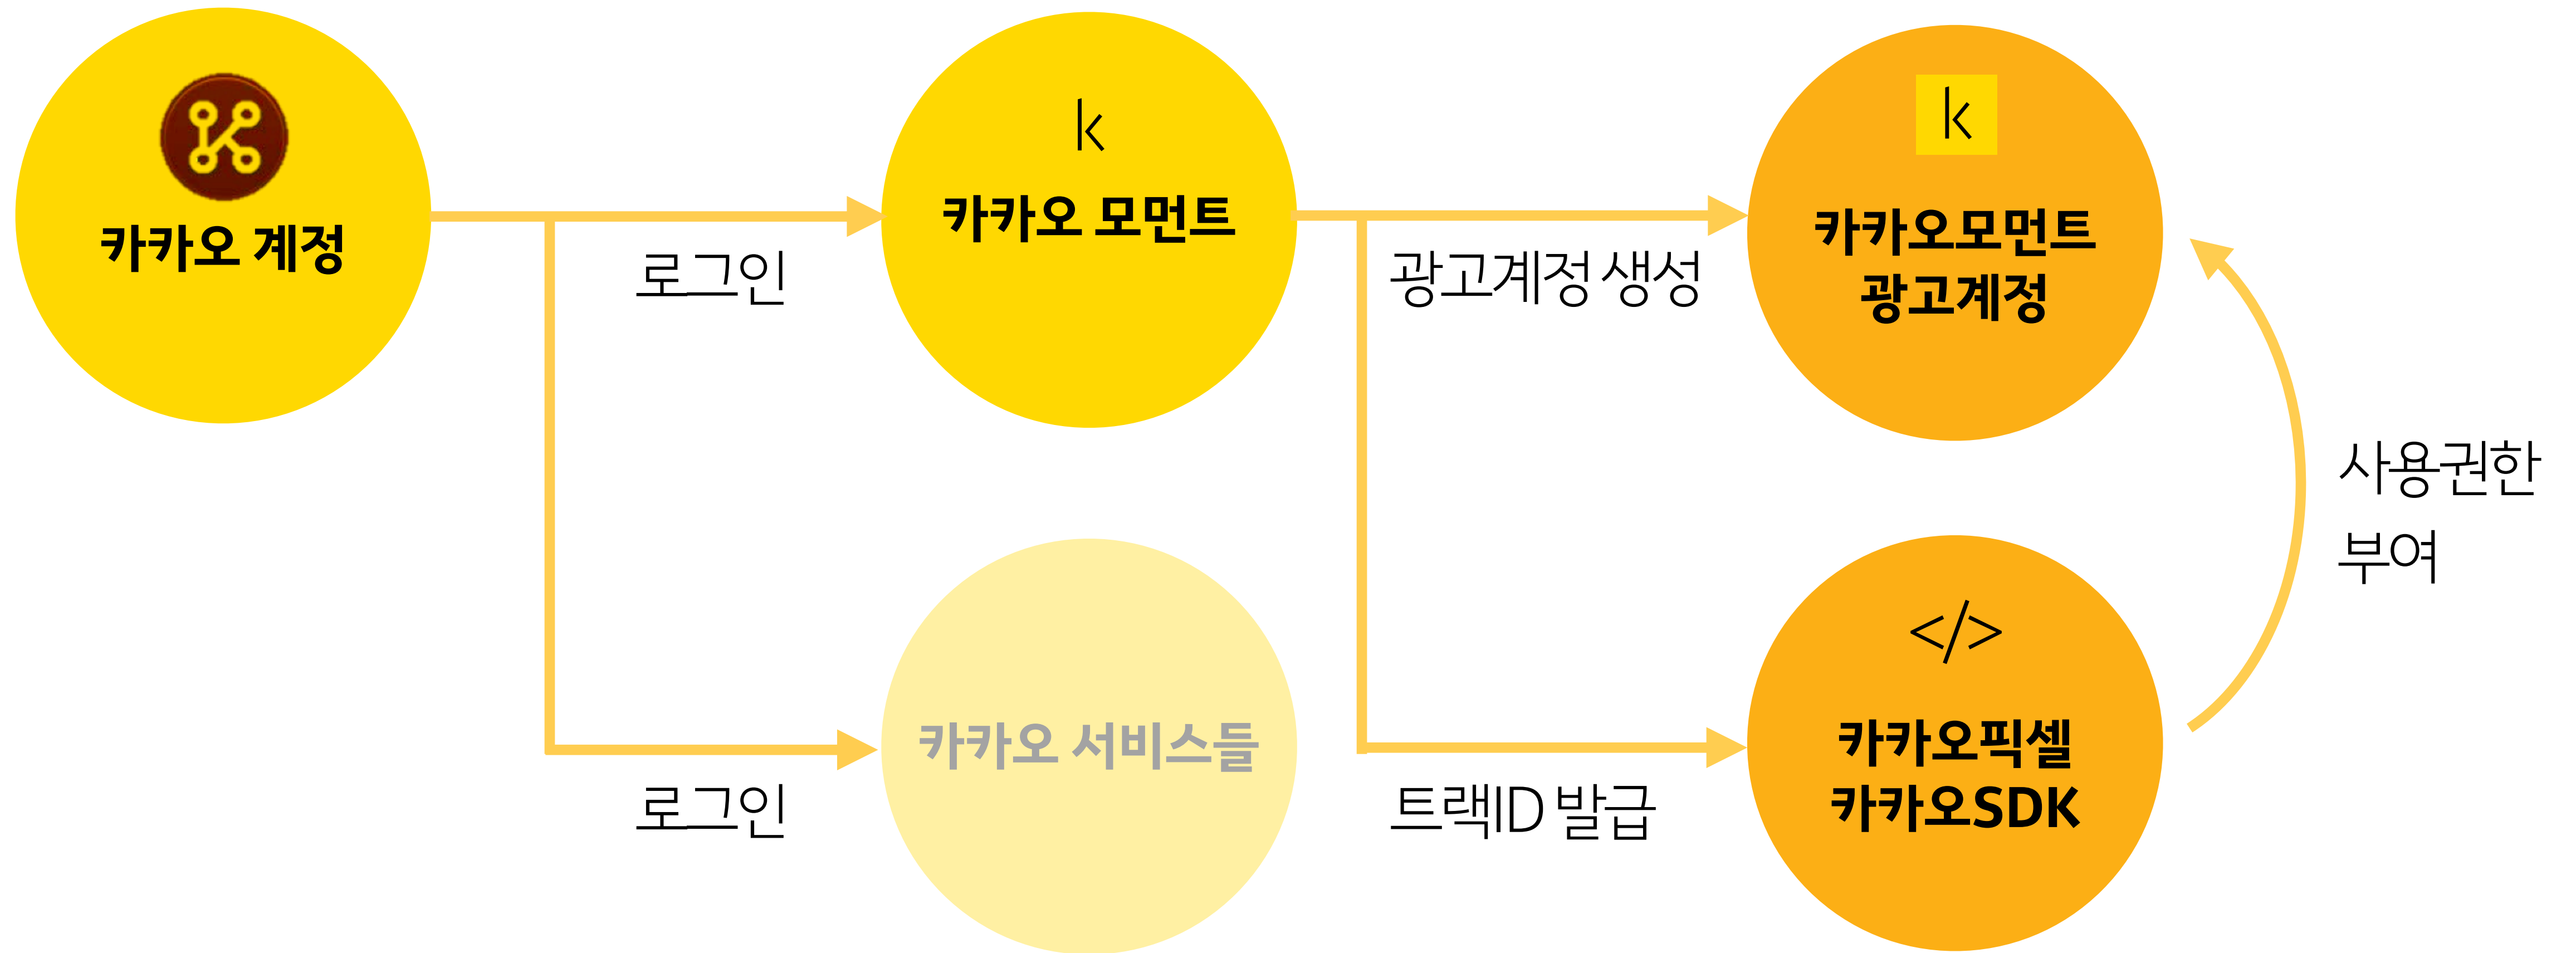 카카오 계정
로그인
k
카카오 모먼트
광고계정 생성
k
카카오모먼트
광고계정
로그인
카카오 서비스들
트랙ID 발급
</>
카카오픽셀
카카오SDK
사용권한
부여